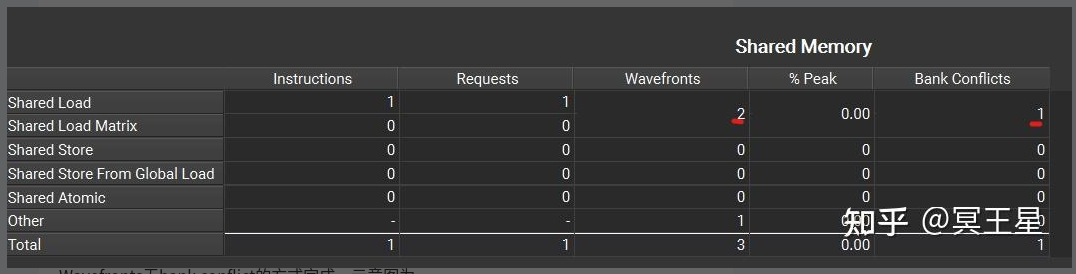 Shared Memory
Instructions Requests Wavefronts % Peak Bank Conflicts
Shared Load 1 1 2 0.00 1
Shared Load Matrix 0 0
Shared Store 0 0 0 0 0
Shared Store From Global Load 0 0 0 0 0
Shared Atomic 0 0 0 0 0
Other - - 1 0.00 0
Total 1 1 3 0.00 1
知乎 @冥王星